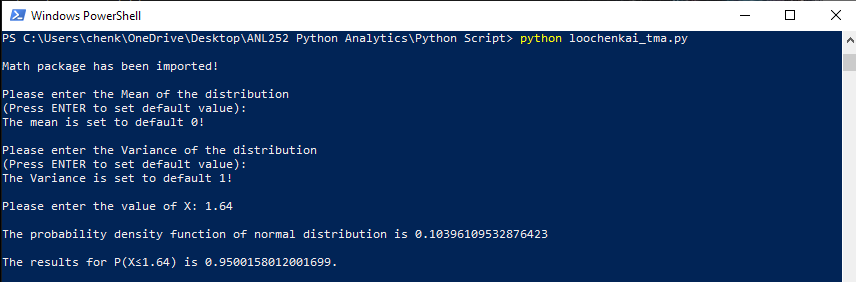 Windows PowerShell
PS C:\Users\chenk\OneDrive\Desktop\ANL252 Python Analytics\Python Script> python loochenkai_tma.py
Math package has been imported!
Please enter the Mean of the distribution
(Press ENTER to set default value):
The mean is set to default 0!
Please enter the Variance of the distribution
(Press ENTER to set default value):
The Variance is set to default 1!
Please enter the value of X: 1.64
The probability density function of normal distribution is 0.10396109532876423
The results for P(X≤1.64) is 0.9500158012001699.